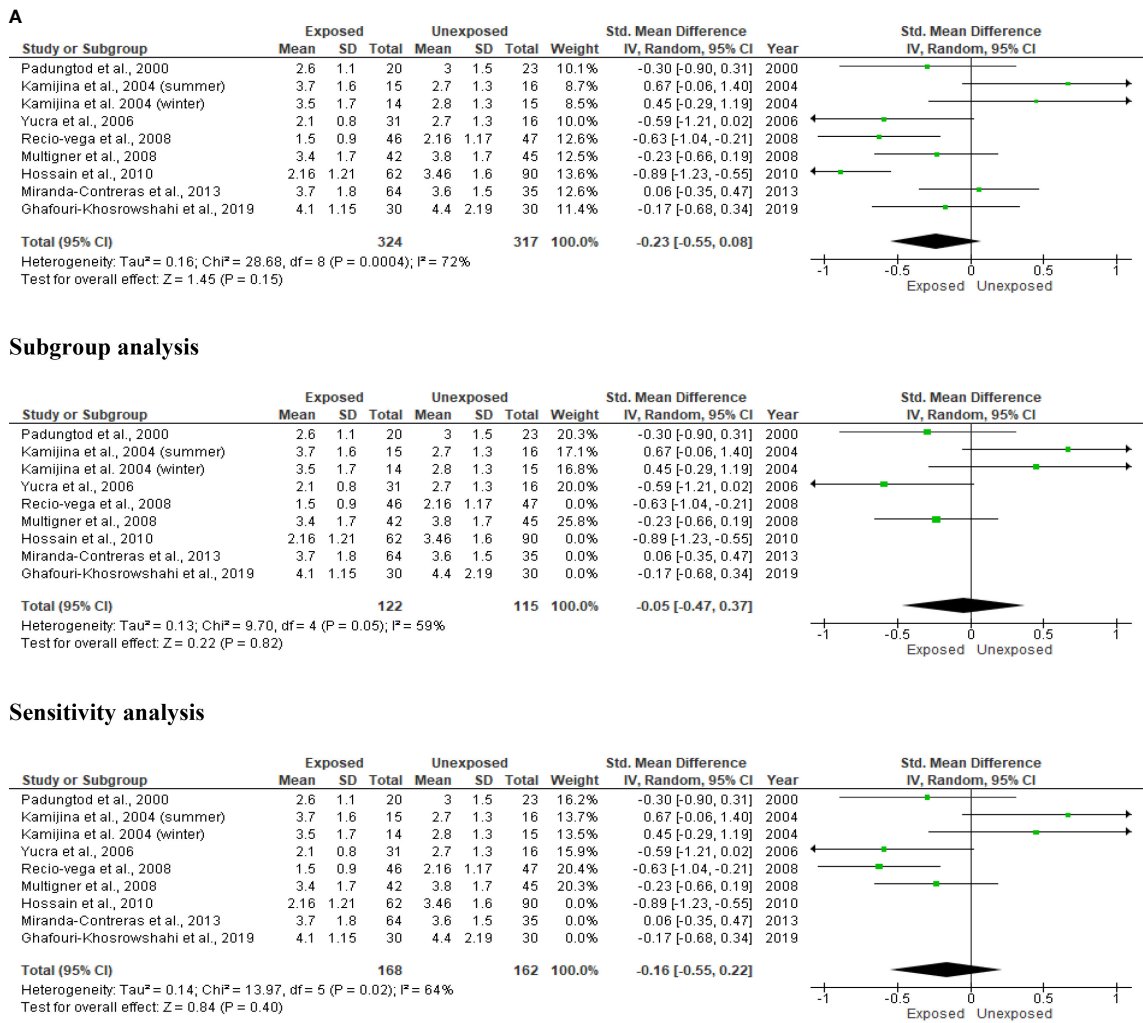 A
Exposed Unexposed Std. Mean Difference Std. Mean Difference
Study or Subgroup Mean SD Total Mean SD Total Weight IV, Random, 95% CI Year IV, Random, 95% CI
Padungtod et al., 2000 2.6 1.1 20 3 1.5 23 10.1% -0.30 [-0.90, 0.31] 2000
Kamijina et al., 2004 (summer) 3.7 1.6 15 2.7 1.3 16 8.7% 0.67 [-0.06, 1.40] 2004
Kamijina et al. 2004 (winter) 3.5 1.7 14 2.8 1.3 15 8.5% 0.45 [-0.29, 1.19] 2004
Yucra et al., 2006 2.1 0.8 31 2.7 1.3 16 10.0% -0.59 [-1.21, 0.02] 2006
Recio-vega et al., 2008 1.5 0.9 46 2.16 1.17 47 12.6% -0.63 [-1.04, -0.21] 2008
Multigner et al., 2008 3.4 1.7 42 3.8 1.7 45 12.5% -0.23 [-0.66, 0.19] 2008
Hossain et al., 2010 2.16 1.21 62 3.46 1.6 90 13.6% -0.89 [-1.23, -0.55] 2010
Miranda-Contreras et al., 2013 3.7 1.8 64 3.6 1.5 35 12.6% 0.06 [-0.35, 0.47] 2013
Ghafouri-Khosrowshahi et al., 2019 4.1 1.15 30 4.4 2.19 30 11.4% -0.17 [-0.68, 0.34] 2019
Total (95% CI) 324 317 100.0% -0.23 [-0.55, 0.08]
Heterogeneity: Tau² = 0.16; Chi² = 28.68, df = 8 (P = 0.0004); I² = 72%
Test for overall effect: Z = 1.45 (P = 0.15)
-1 -0.5 0 0.5 1
Exposed Unexposed
Subgroup analysis
Exposed Unexposed Std. Mean Difference Std. Mean Difference
Study or Subgroup Mean SD Total Mean SD Total Weight IV, Random, 95% CI Year IV, Random, 95% CI
Padungtod et al., 2000 2.6 1.1 20 3 1.5 23 20.3% -0.30 [-0.90, 0.31] 2000
Kamijina et al., 2004 (summer) 3.7 1.6 15 2.7 1.3 16 17.1% 0.67 [-0.06, 1.40] 2004
Kamijina et al. 2004 (winter) 3.5 1.7 14 2.8 1.3 15 16.8% 0.45 [-0.29, 1.19] 2004
Yucra et al., 2006 2.1 0.8 31 2.7 1.3 16 20.0% -0.59 [-1.21, 0.02] 2006
Recio-vega et al., 2008 1.5 0.9 46 2.16 1.17 47 0.0% -0.63 [-1.04, -0.21] 2008
Multigner et al., 2008 3.4 1.7 42 3.8 1.7 45 25.8% -0.23 [-0.66, 0.19] 2008
Hossain et al., 2010 2.16 1.21 62 3.46 1.6 90 0.0% -0.89 [-1.23, -0.55] 2010
Miranda-Contreras et al., 2013 3.7 1.8 64 3.6 1.5 35 0.0% 0.06 [-0.35, 0.47] 2013
Ghafouri-Khosrowshahi et al., 2019 4.1 1.15 30 4.4 2.19 30 0.0% -0.17 [-0.68, 0.34] 2019
Total (95% CI) 122 115 100.0% -0.05 [-0.47, 0.37]
Heterogeneity: Tau² = 0.13; Chi² = 9.70, df = 4 (P = 0.05); I² = 59%
Test for overall effect: Z = 0.22 (P = 0.82)
-1 -0.5 0 0.5 1
Exposed Unexposed
Sensitivity analysis
Exposed Unexposed Std. Mean Difference Std. Mean Difference
Study or Subgroup Mean SD Total Mean SD Total Weight IV, Random, 95% CI Year IV, Random, 95% CI
Padungtod et al., 2000 2.6 1.1 20 3 1.5 23 16.2% -0.30 [-0.90, 0.31] 2000
Kamijina et al., 2004 (summer) 3.7 1.6 15 2.7 1.3 16 13.7% 0.67 [-0.06, 1.40] 2004
Kamijina et al. 2004 (winter) 3.5 1.7 14 2.8 1.3 15 13.5% 0.45 [-0.29, 1.19] 2004
Yucra et al., 2006 2.1 0.8 31 2.7 1.3 16 15.9% -0.59 [-1.21, 0.02] 2006
Recio-vega et al., 2008 1.5 0.9 46 2.16 1.17 47 20.4% -0.63 [-1.04, -0.21] 2008
Multigner et al., 2008 3.4 1.7 42 3.8 1.7 45 20.3% -0.23 [-0.66, 0.19] 2008
Hossain et al., 2010 2.16 1.21 62 3.46 1.6 90 0.0% -0.89 [-1.23, -0.55] 2010
Miranda-Contreras et al., 2013 3.7 1.8 64 3.6 1.5 35 0.0% 0.06 [-0.35, 0.47] 2013
Ghafouri-Khosrowshahi et al., 2019 4.1 1.15 30 4.4 2.19 30 0.0% -0.17 [-0.68, 0.34] 2019
Total (95% CI) 168 162 100.0% -0.16 [-0.55, 0.22]
Heterogeneity: Tau² = 0.14; Chi² = 13.97, df = 5 (P = 0.02); I² = 64%
Test for overall effect: Z = 0.84 (P = 0.40)
-1 -0.5 0 0.5 1
Exposed Unexposed